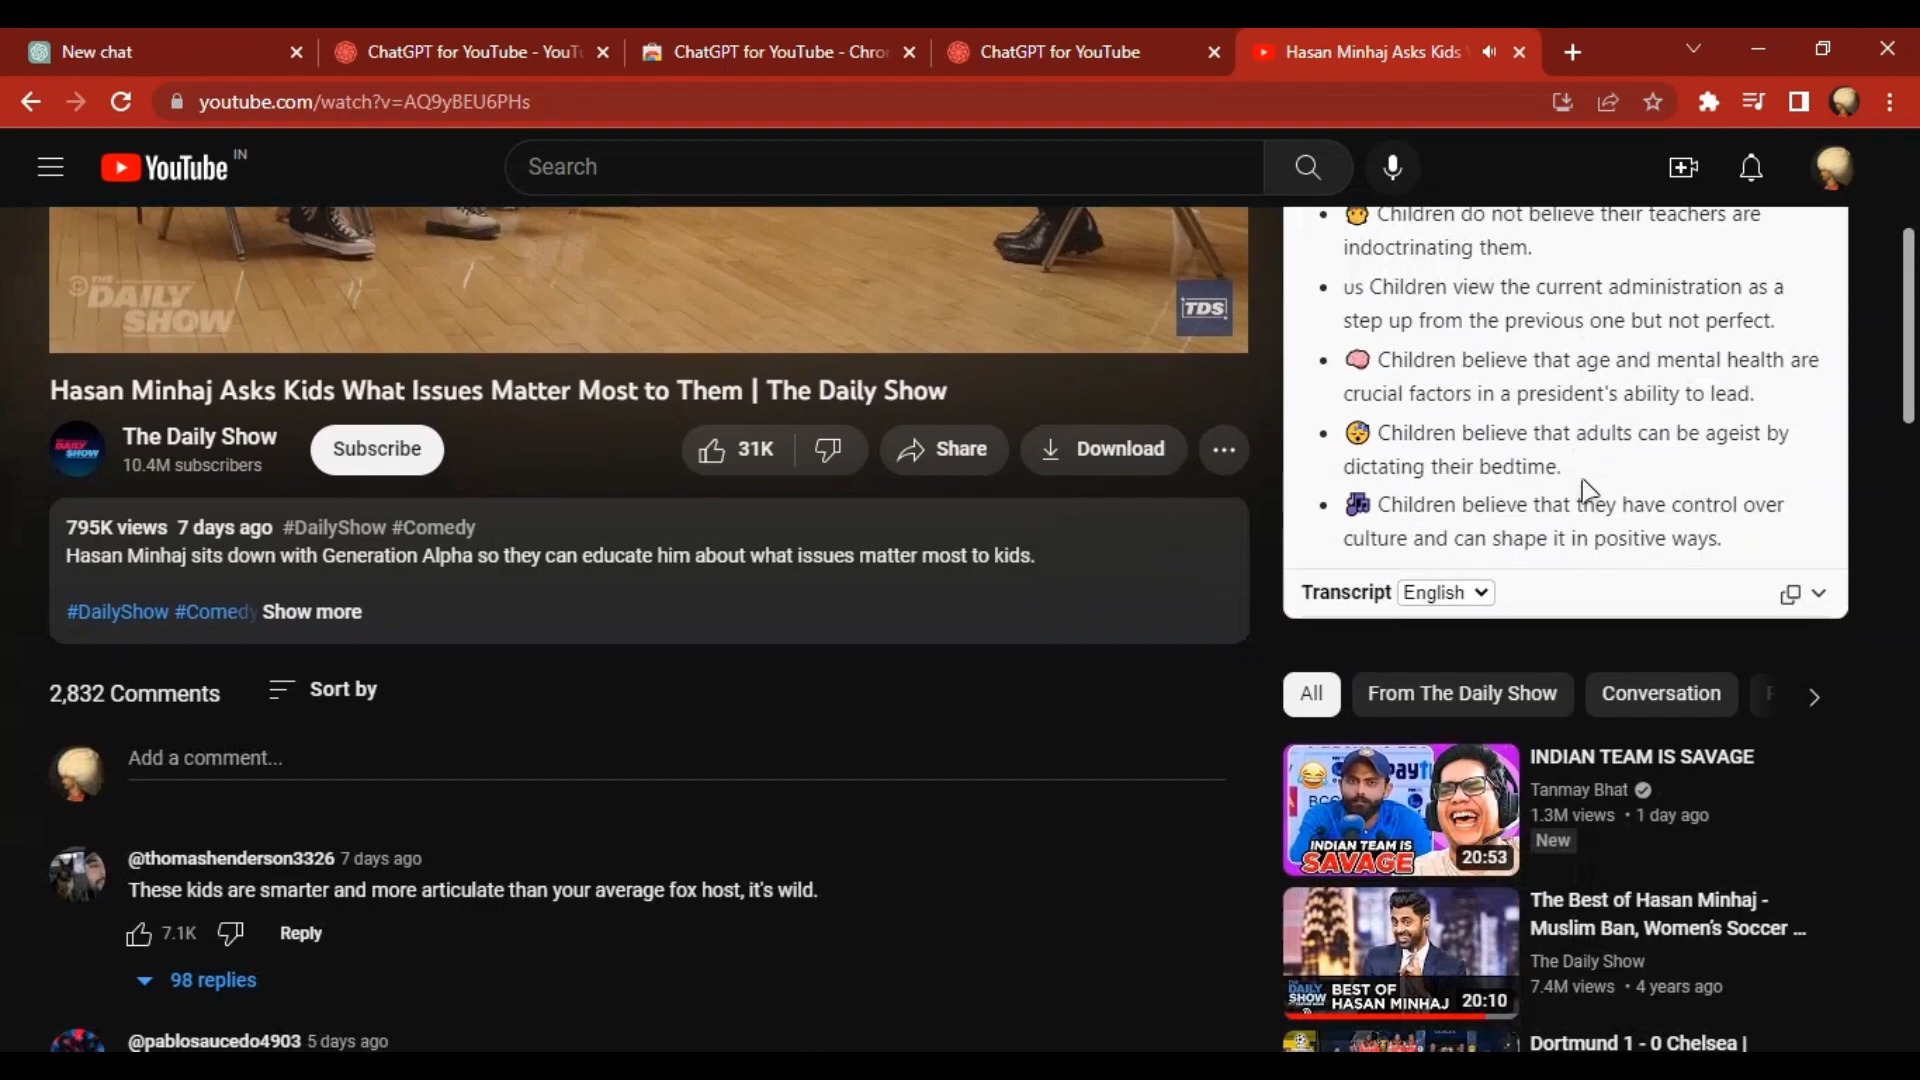 New chat
ChatGPT for YouTube - YouTu
ChatGPT for YouTube - Chror
ChatGPT for YouTube
Hasan Minhaj Asks Kids
youtube.com/watch?v=AQ9yBEU6PHs
YouTube IN
Search
THE DAILY SHOW
TDS
Children do not believe their teachers are
indoctrinating them.
us Children view the current administration as a
step up from the previous one but not perfect.
Children believe that age and mental health are
crucial factors in a president's ability to lead.
Children believe that adults can be ageist by
dictating their bedtime.
Children believe that they have control over
culture and can shape it in positive ways.
Transcript English
Hasan Minhaj Asks Kids What Issues Matter Most to Them | The Daily Show
THE DAILY SHOW
The Daily Show
10.4M subscribers
Subscribe
31K
Share
Download
795K views 7 days ago #DailyShow #Comedy
Hasan Minhaj sits down with Generation Alpha so they can educate him about what issues matter most to kids.
#DailyShow #Comedy Show more
2,832 Comments
Sort by
Add a comment...
@thomashenderson3326 7 days ago
These kids are smarter and more articulate than your average fox host, it's wild.
7.1K
Reply
98 replies
@pablosaucedo4903 5 days ago
All
From The Daily Show
Conversation
INDIAN TEAM IS
SAVAGE
20:53
INDIAN TEAM IS SAVAGE
Tanmay Bhat
1.3M views • 1 day ago
New
THE DAILY SHOW
BEST OF
HASAN MINHAJ
20:10
The Best of Hasan Minhaj -
Muslim Ban, Women's Soccer ...
The Daily Show
7.4M views • 4 years ago
Dortmund 1 - 0 Chelsea |